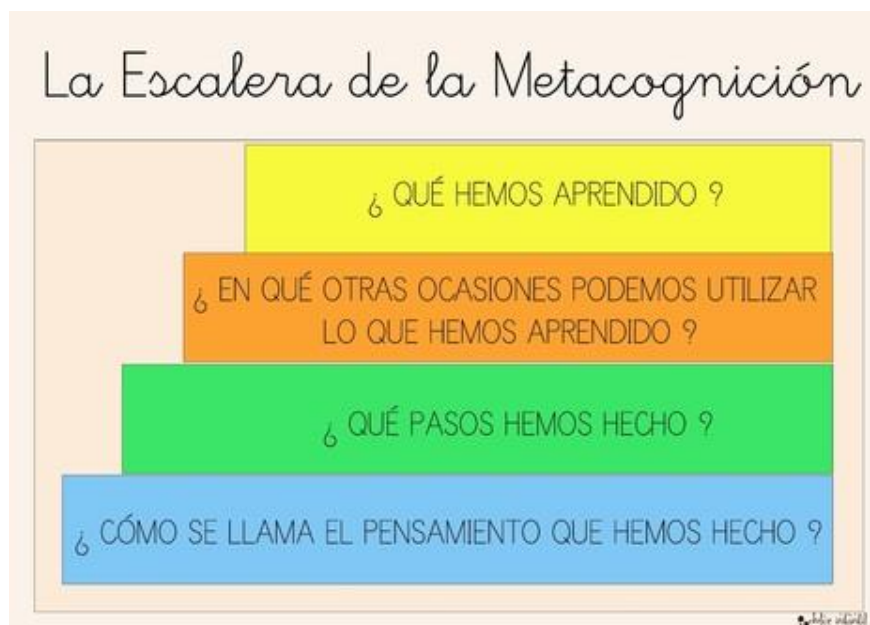 La Escalera de la Metacognición
¿ QUÉ HEMOS APRENDIDO ?
¿ EN QUÉ OTRAS OCASIONES PODEMOS UTILIZAR
LO QUE HEMOS APRENDIDO ?
¿ QUÉ PASOS HEMOS HECHO ?
¿ CÓMO SE LLAMA EL PENSAMIENTO QUE HEMOS HECHO ?